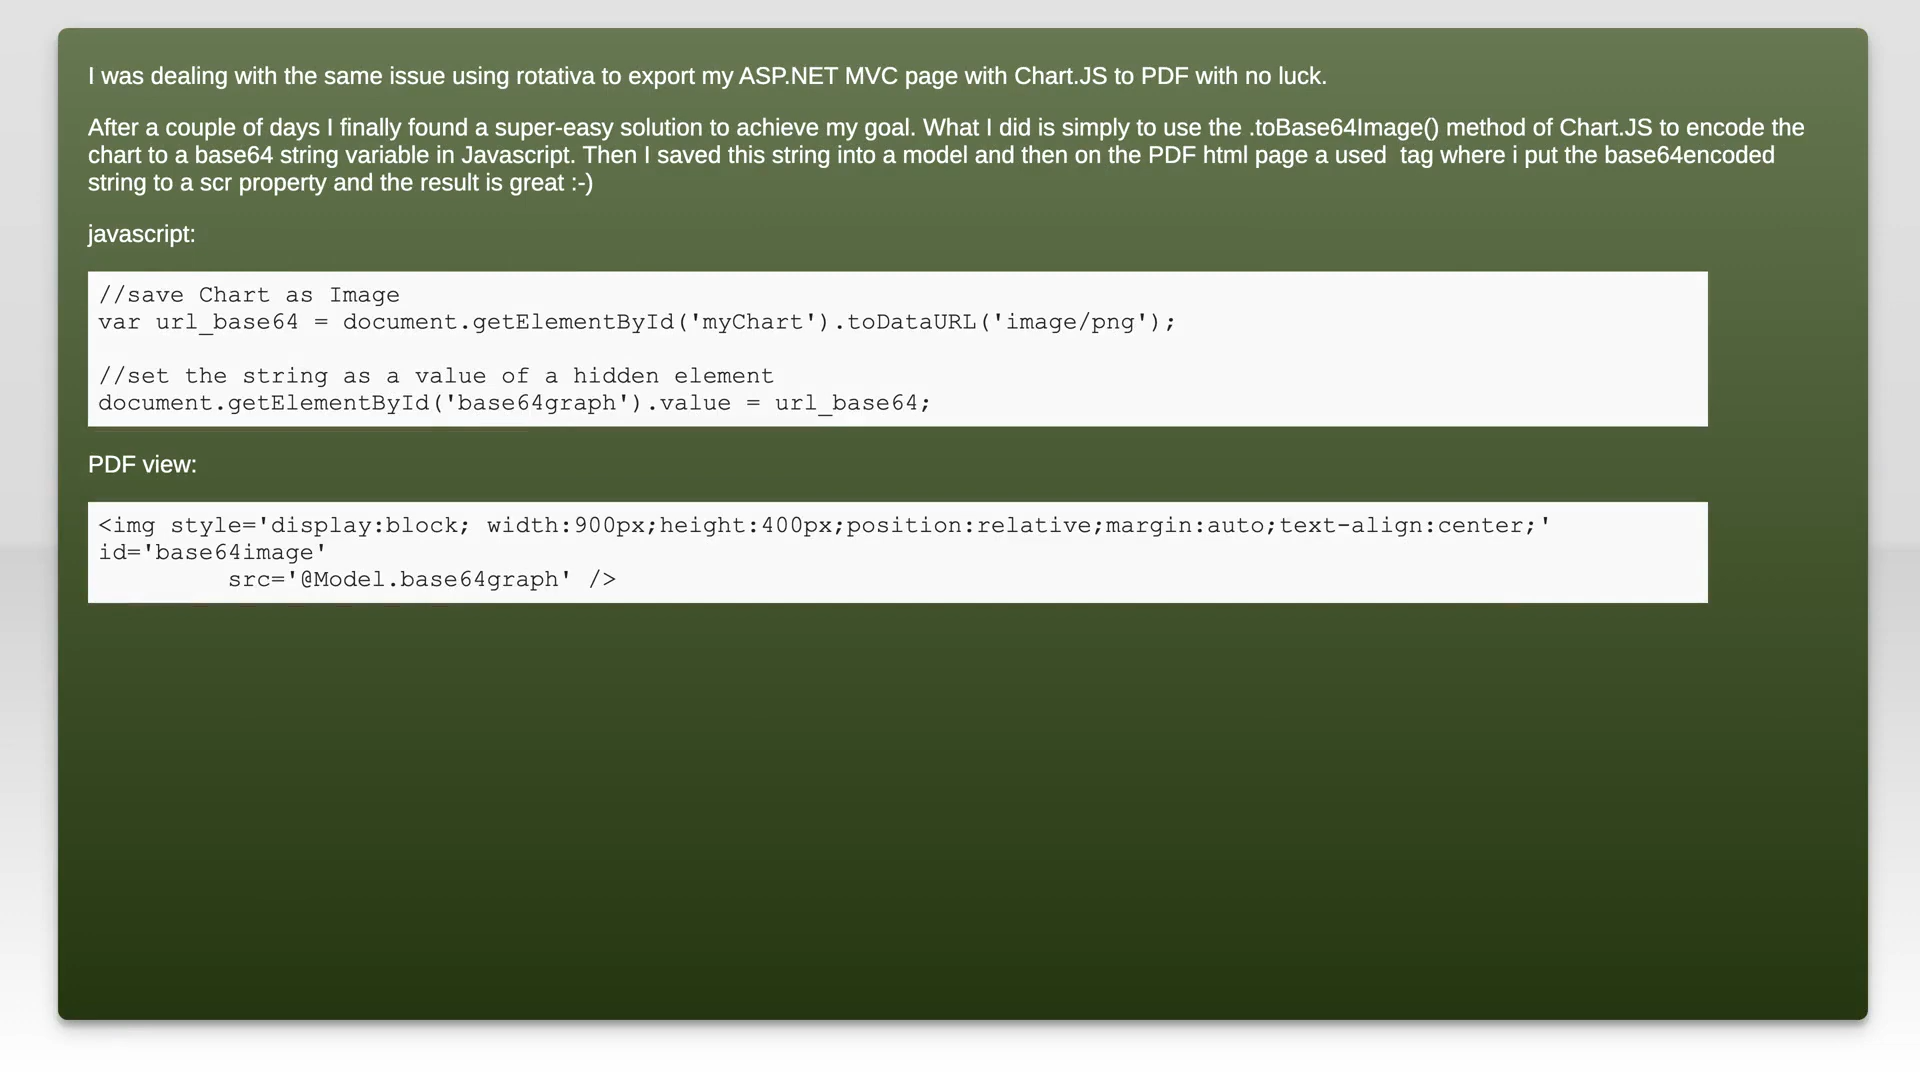 I was dealing with the same issue using rotativa to export my ASP.NET MVC page with Chart.JS to PDF with no luck.
After a couple of days I finally found a super-easy solution to achieve my goal. What I did is simply to use the .toBase64Image() method of Chart.JS to encode the
chart to a base64 string variable in Javascript. Then I saved this string into a model and then on the PDF html page a used  tag where i put the base64encoded
string to a scr property and the result is great :-)
javascript:
//save Chart as Image
var url_base64 = document.getElementById('myChart').toDataURL('image/png');
//set the string as a value of a hidden element
document.getElementById('base64graph').value = url_base64;
PDF view:
<img style='display:block; width:900px;height:400px;position:relative;margin:auto;text-align:center;'
id='base64image'
         src='@Model.base64graph' />